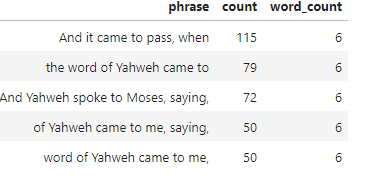 phrase count word_count
And it came to pass, when 115 6
the word of Yahweh came to 79 6
And Yahweh spoke to Moses, saying, 72 6
of Yahweh came to me, saying, 50 6
word of Yahweh came to me, 50 6